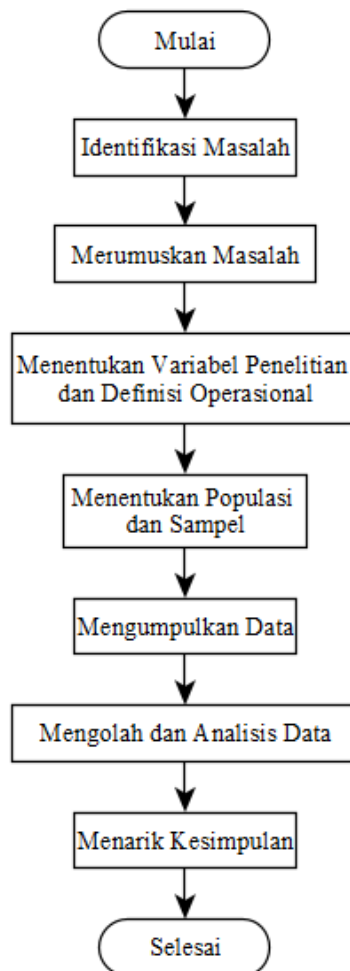 Mulai
Identifikasi Masalah
Merumuskan Masalah
Menentukan Variabel Penelitian
dan Definisi Operasional
Menentukan Populasi
dan Sampel
Mengumpulkan Data
Mengolah dan Analisis Data
Menarik Kesimpulan
Selesai